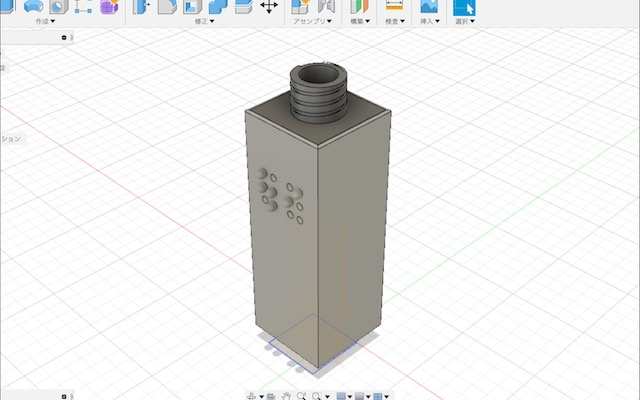 作成 修正 アセンブリ 構築 検査 挿入 選択
ション